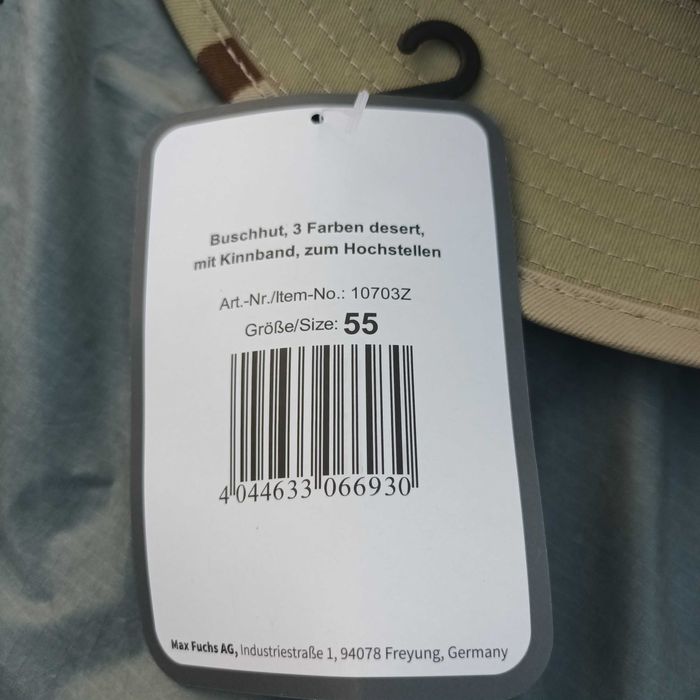 Buschhut, 3 Farben desert,
mit Kinnband, zum Hochstellen
Art.-Nr./Item-No.: 10703Z
Größe/Size: 55
4 044633 066930
Max Fuchs AG, Industriestraße 1, 94078 Freyung, Germany